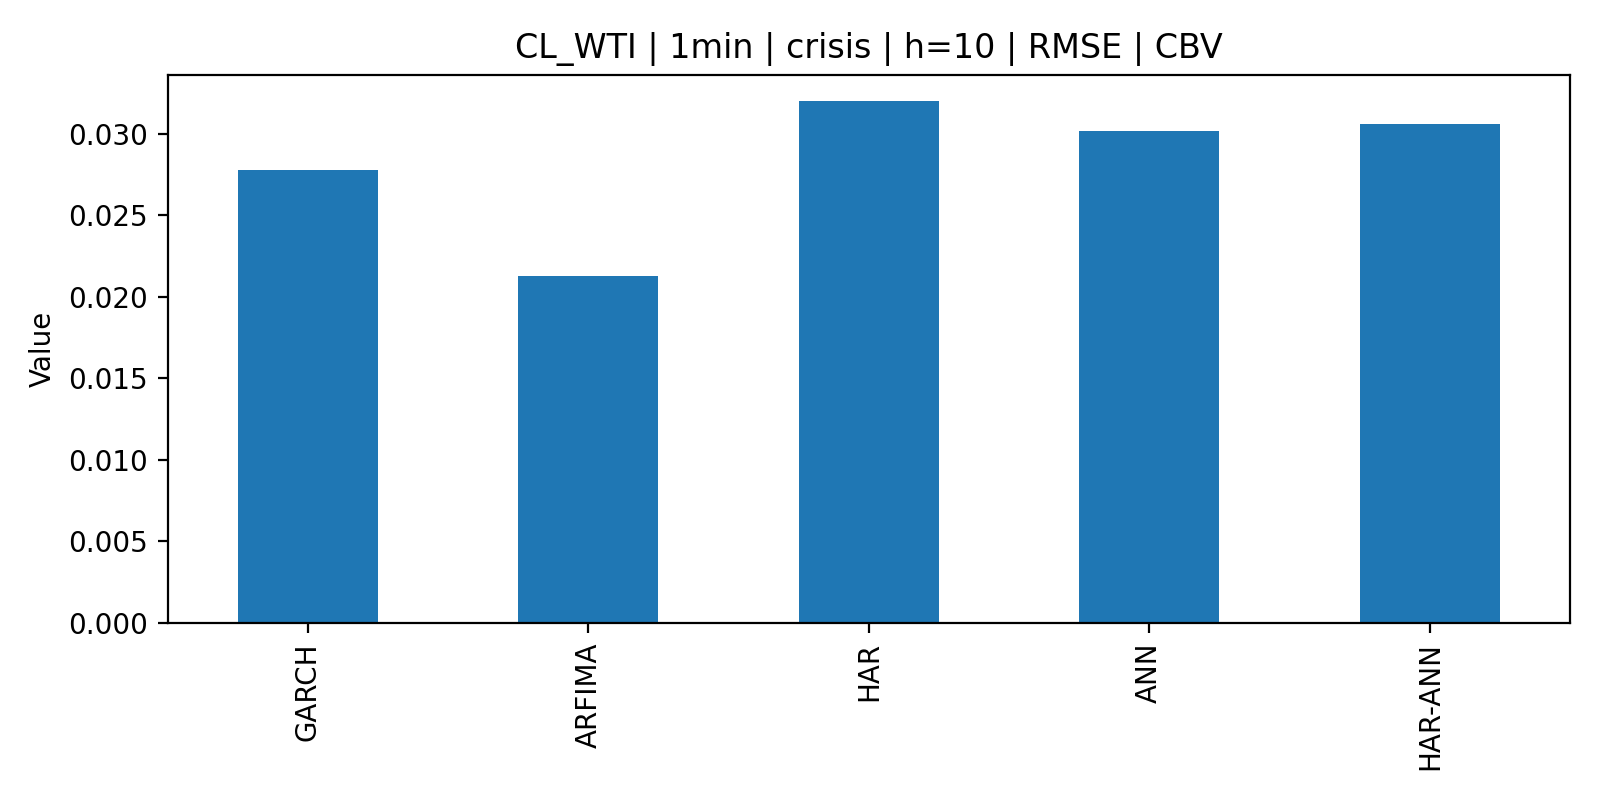 CL_WTI | 1min | crisis | h=10 | RMSE | CBV
Value
0.030
0.025
0.020
0.015
0.010
0.005
0.000
GARCH
ARFIMA
HAR
ANN
HAR-ANN